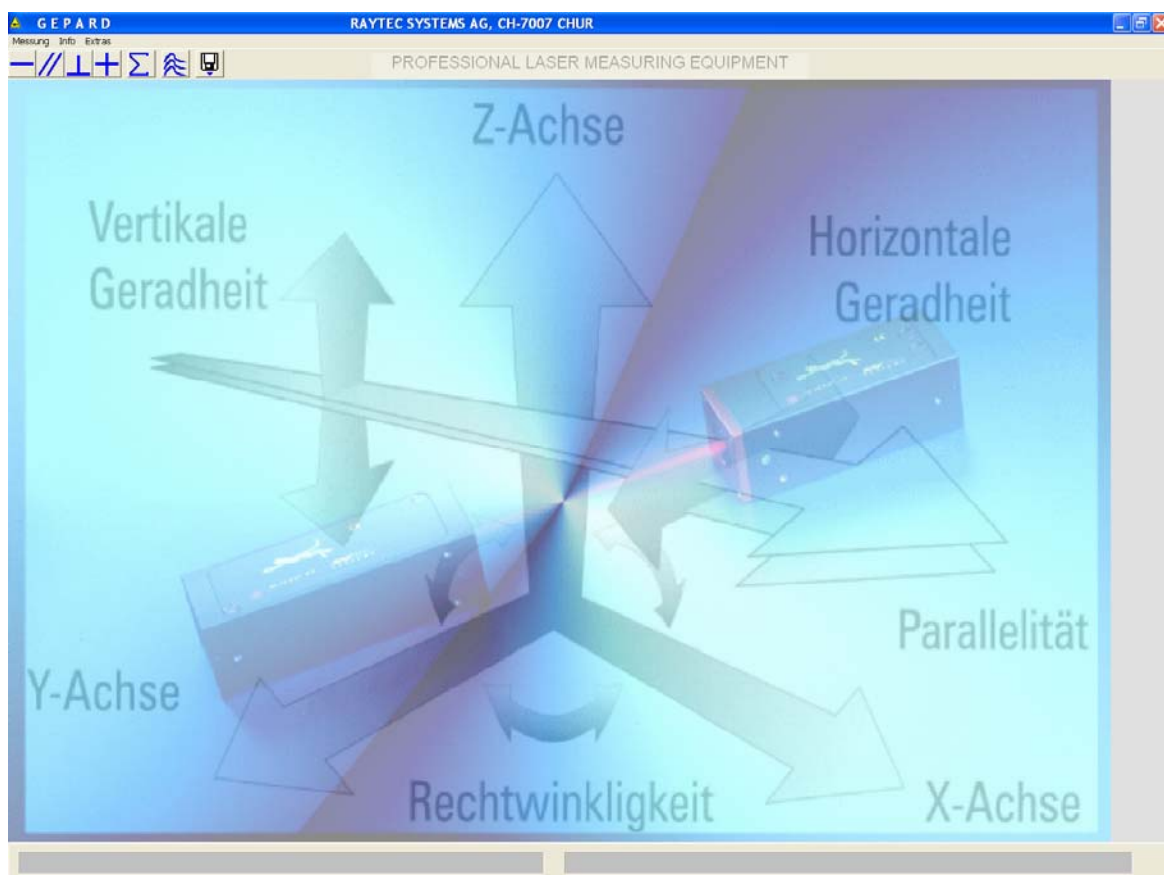 GEPARD RAYTEC SYSTEMS AG, CH-7007 CHUR
Messung Info Extras
PROFESSIONAL LASER MEASURING EQUIPMENT
Z-Achse
Vertikale
Geradheit
Horizontale
Geradheit
Parallelität
Y-Achse
Rechtwinkligkeit
X-Achse